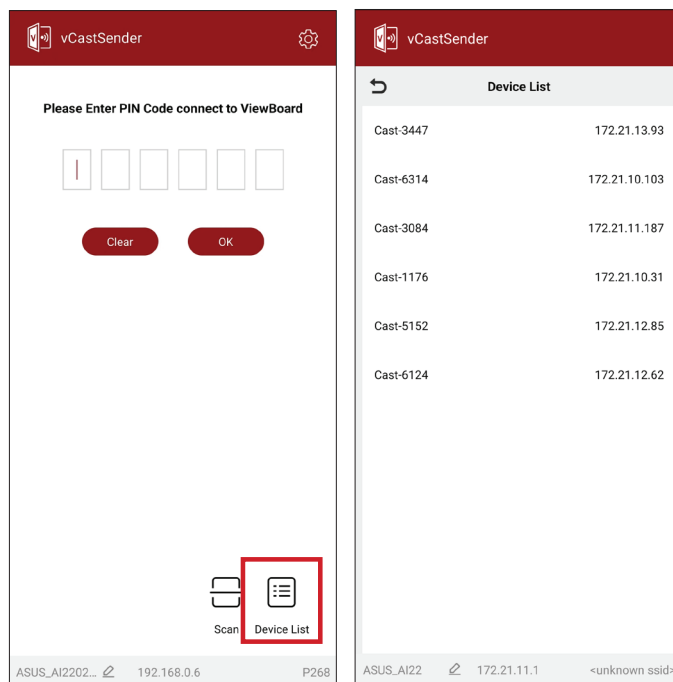 vCastSender
Please Enter PIN Code connect to ViewBoard
Clear OK
Scan Device List
ASUS_AI2202... 192.168.0.6 P268
vCastSender
Device List
Cast-3447 172.21.13.93
Cast-6314 172.21.10.103
Cast-3084 172.21.11.187
Cast-1176 172.21.10.31
Cast-5152 172.21.12.85
Cast-6124 172.21.12.62
ASUS_AI22 172.21.11.1 <unknown ssid>